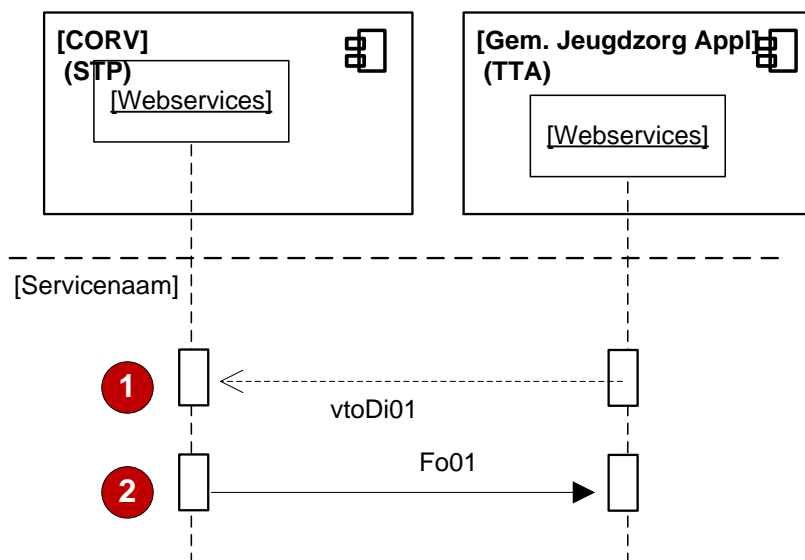 [CORV]
(STP)
[Webservices]
[Gem. Jeugdzorg Appl]
(TTA)
[Webservices]
[Servicenaam]
1
vtoDi01
Fo01
2